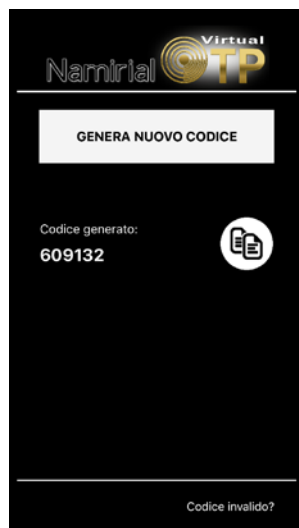 Virtual
Namirial OTP
GENERA NUOVO CODICE
Codice generato:
609132
Codice invalido?